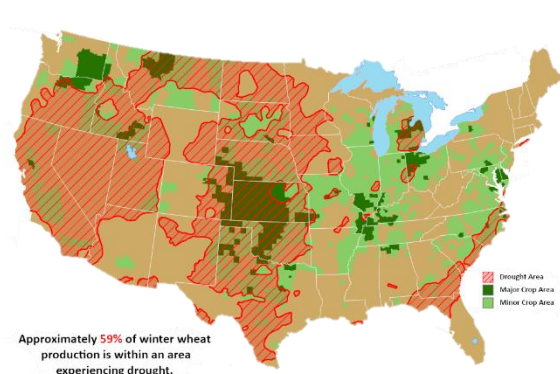 Drought Area
Major Crop Area
Minor Crop Area
Approximately 59% of winter wheat
production is within an area
experiencing drought.